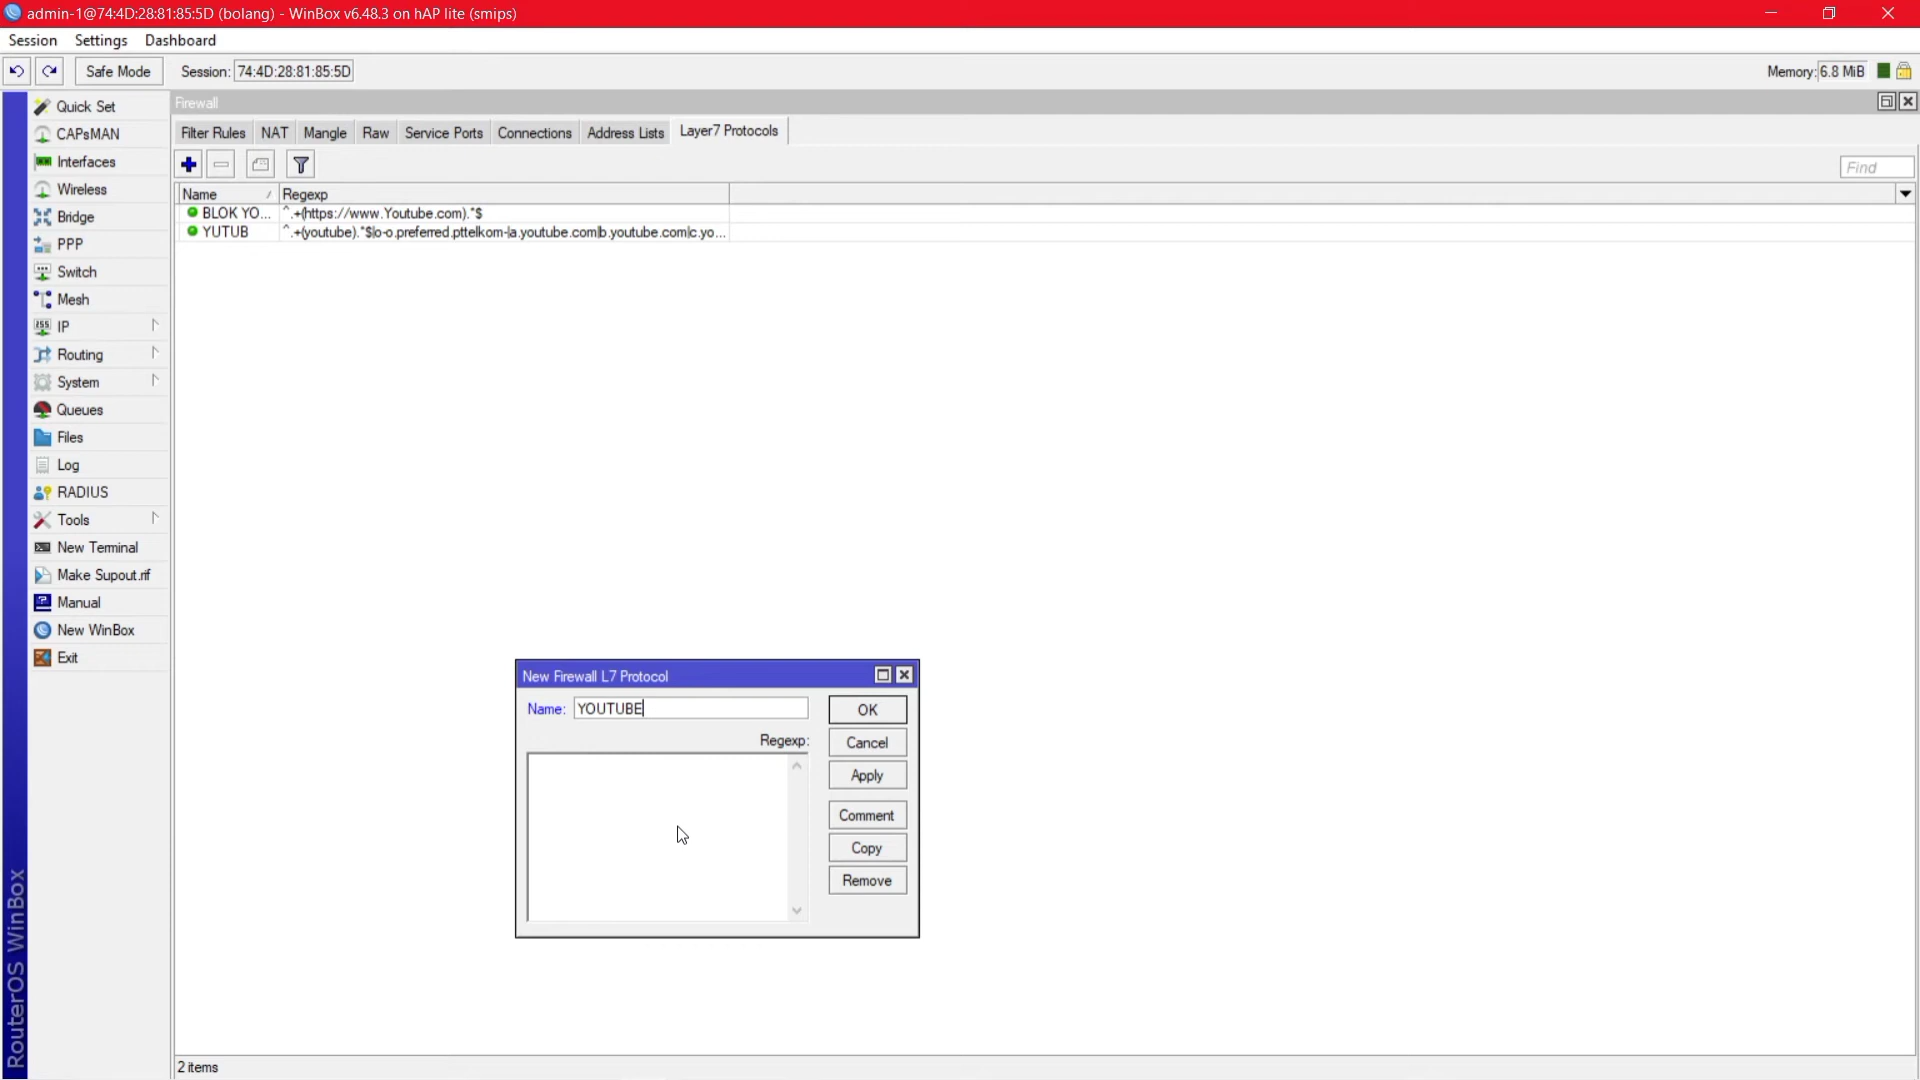 admin-1@74:4D:28:81:85:5D (bolang) - WinBox v6.48.3 on hAP lite (smips)
Session Settings Dashboard
Safe Mode Session: 74:4D:28:81:85:5D Memory: 6.8 MiB
Quick Set
CAPsMAN
Interfaces
Wireless
Bridge
PPP
Switch
Mesh
IP
Routing
System
Queues
Files
Log
RADIUS
Tools
New Terminal
Make Supout.rif
Manual
New WinBox
Exit
RouterOS WinBox
Firewall
Filter Rules NAT Mangle Raw Service Ports Connections Address Lists Layer7 Protocols
Find
Name Regexp
BLOK YO... ^.+(https://www.Youtube.com).*$
YUTUB ^.+(youtube).*$|o-o.preferred.pttelkom-|a.youtube.com|b.youtube.com|c.yo...
New Firewall L7 Protocol
Name: YOUTUBE
Regexp:
OK
Cancel
Apply
Comment
Copy
Remove
2 items